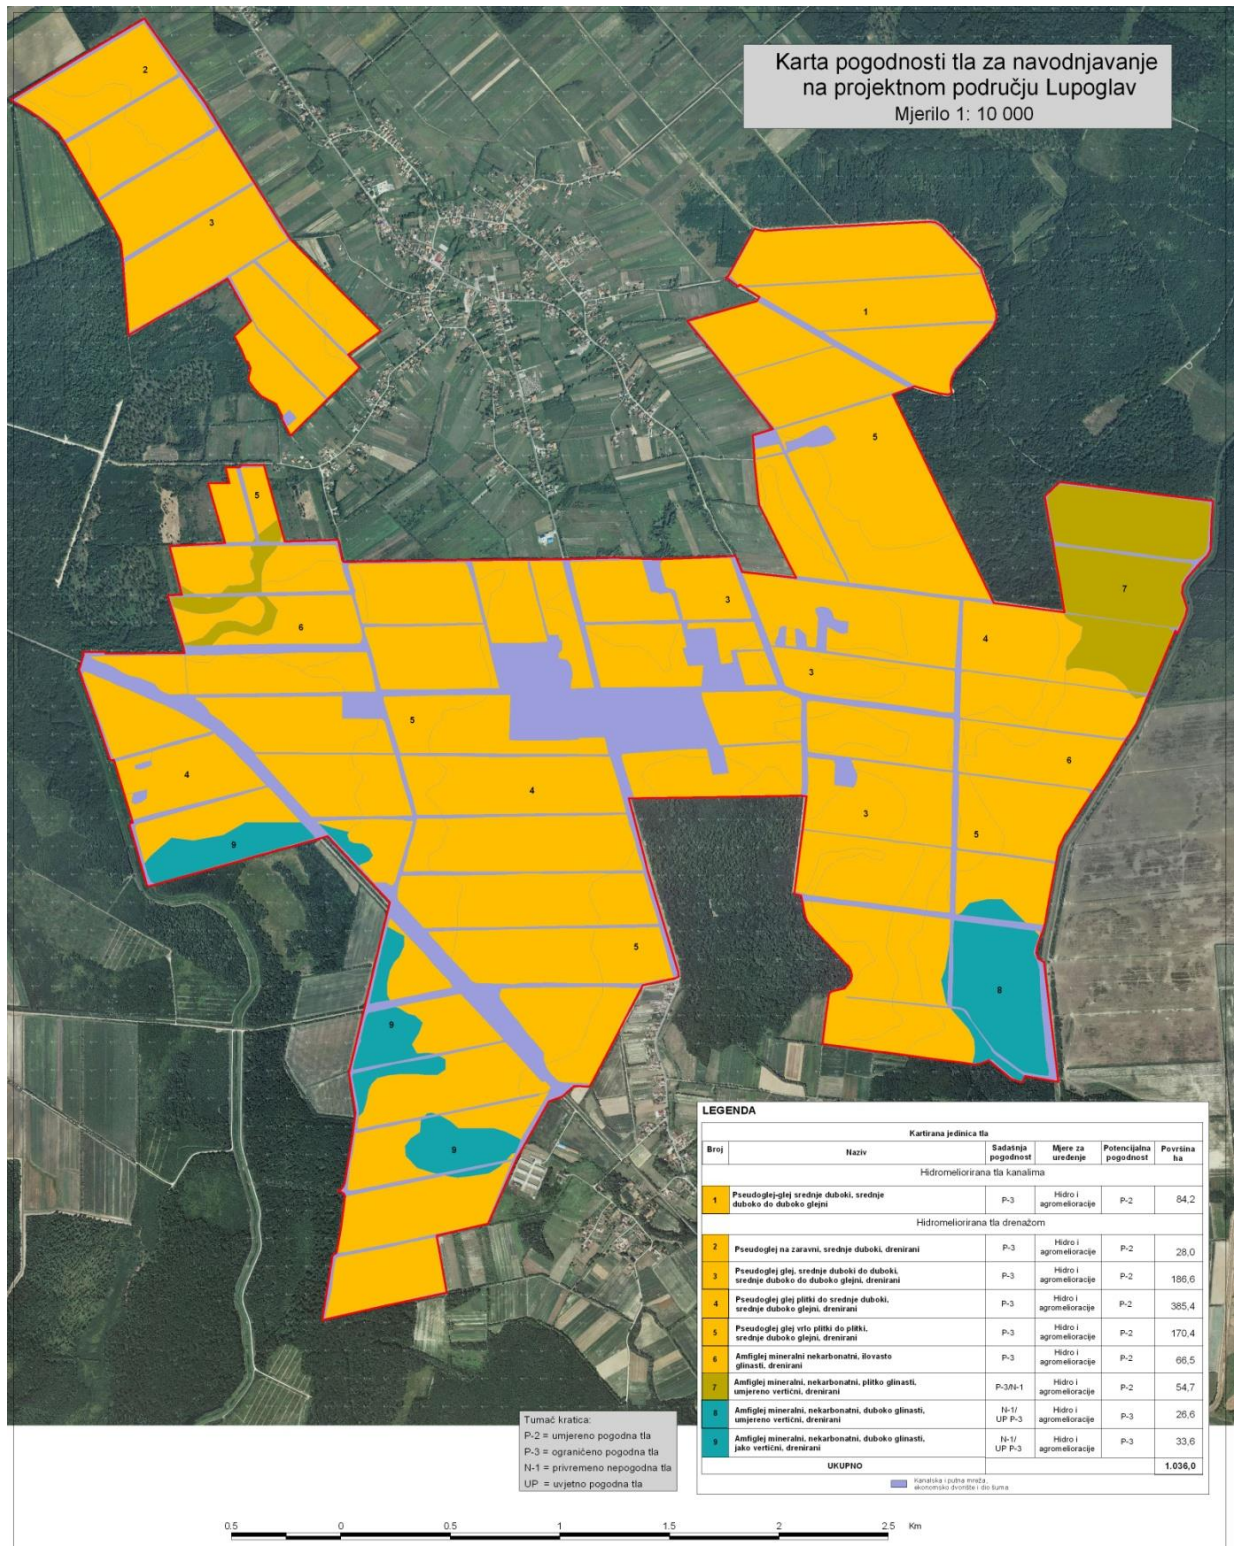 Karta pogodnosti tla za navodnjavanje
na projektnom području Lupoglav
Mjerilo 1: 10 000
2
3
1
5
5
7
3
4
6
3
5
6
4
4
3
5
9
5
8
9
9
LEGENDA
Kartirana jedinica tla
Broj Naziv Sadašnja pogodnost Mjere za uređenje Potencijalna pogodnost Površina ha
Hidromeliorirana tla kanalima
1 Pseudoglej-glej srednje duboki, srednje duboko do duboko glejni P-3 Hidro i agromelioracije P-2 84,2
Hidromeliorirana tla drenažom
2 Pseudoglej na zaravni, srednje duboki, drenirani P-3 Hidro i agromelioracije P-2 28,0
3 Pseudoglej glej, srednje duboki do duboki, srednje duboko do duboko glejni, drenirani P-3 Hidro i agromelioracije P-2 186,6
4 Pseudoglej glej plitki do srednje duboki, srednje duboko glejni, drenirani P-3 Hidro i agromelioracije P-2 385,4
5 Pseudoglej glej vrlo plitki do plitki, srednje duboko glejni, drenirani P-3 Hidro i agromelioracije P-2 170,4
6 Amfiglej mineralni nekarbonatni, ilovasto glinasti, drenirani P-3 Hidro i agromelioracije P-2 66,5
7 Amfiglej mineralni, nekarbonatni, plitko glinasti, umjereno vertični, drenirani P-3/N-1 Hidro i agromelioracije P-2 54,7
8 Amfiglej mineralni, nekarbonatni, duboko glinasti, umjereno vertični, drenirani N-1/ UP P-3 Hidro i agromelioracije P-3 26,6
9 Amfiglej mineralni, nekarbonatni, duboko glinasti, jako vertični, drenirani N-1/ UP P-3 Hidro i agromelioracije P-3 33,6
UKUPNO 1.036,0
Kanalska i putna mreža,
ekonomsko dvorište i dio šuma
Tumač kratica:
P-2 = umjereno pogodna tla
P-3 = ograničeno pogodna tla
N-1 = privremeno nepogodna tla
UP = uvjetno pogodna tla
0.5 0 0.5 1 1.5 2 2.5 Km